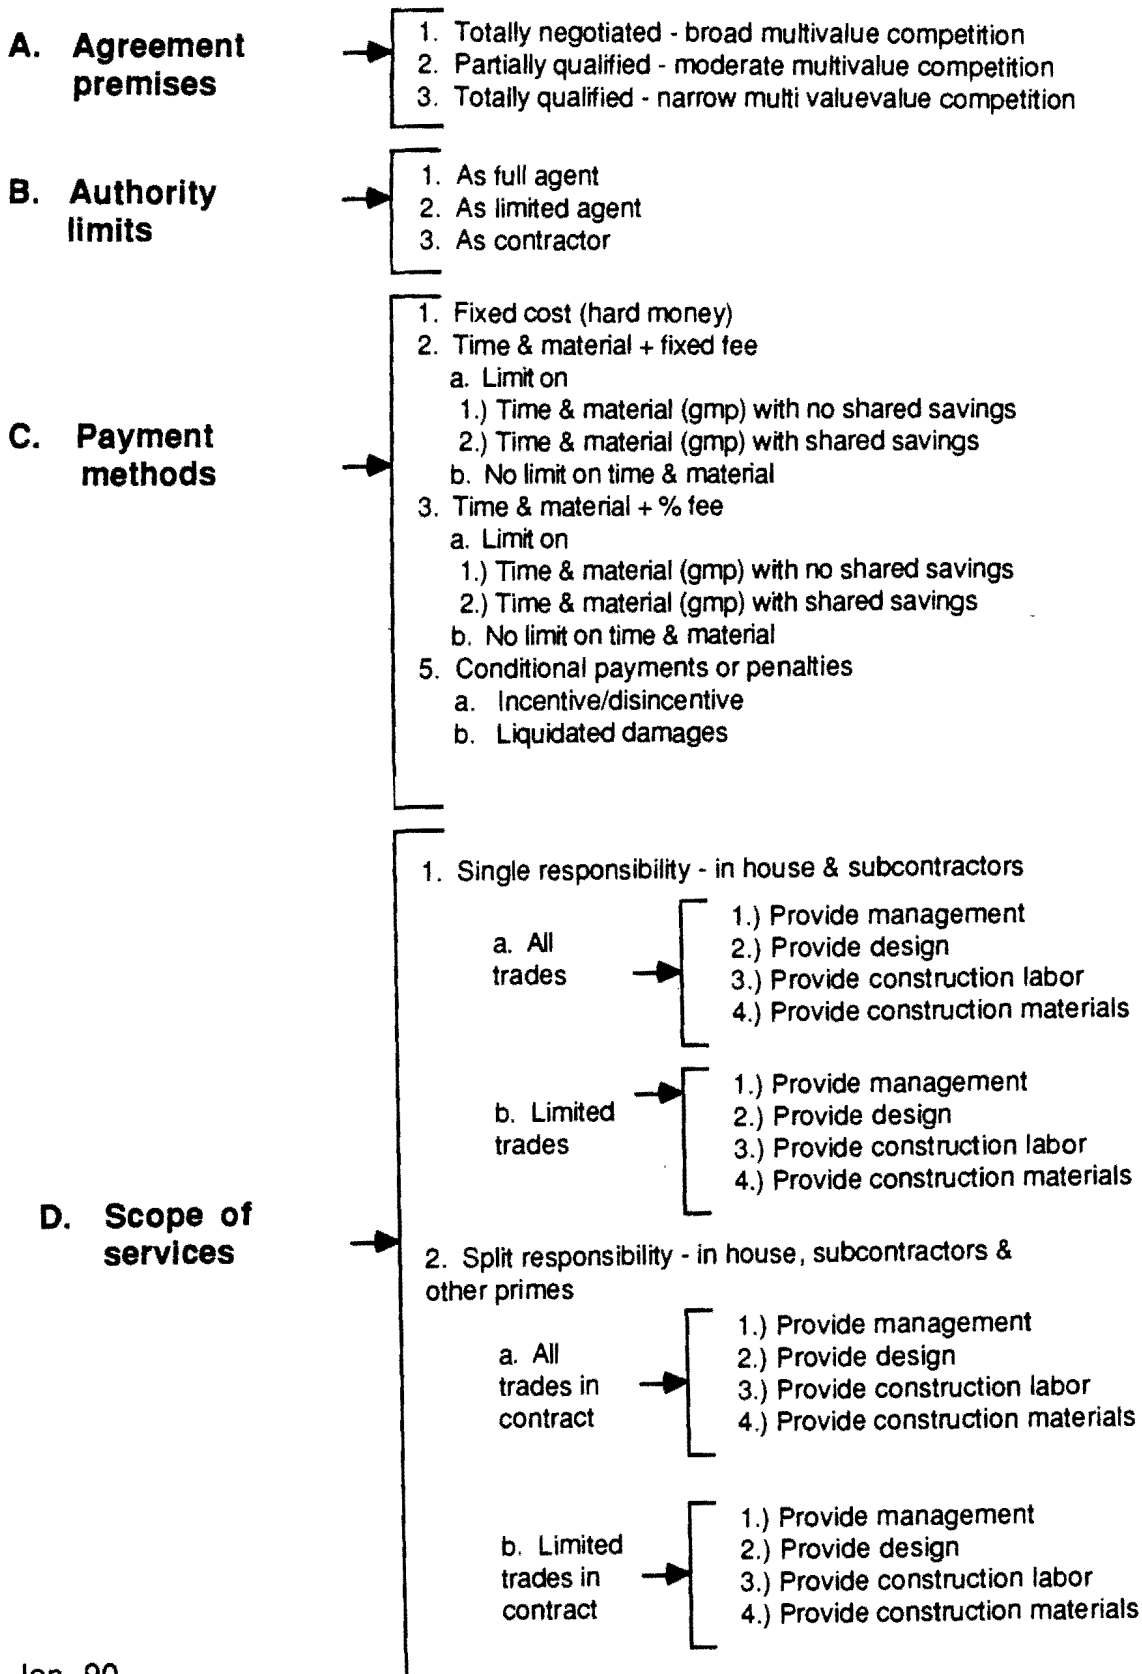 A. Agreement
premises
1. Totally negotiated - broad multivalue competition
2. Partially qualified - moderate multivalue competition
3. Totally qualified - narrow multi valuevalue competition
B. Authority
limits
1. As full agent
2. As limited agent
3. As contractor
C. Payment
methods
1. Fixed cost (hard money)
2. Time & material + fixed fee
a. Limit on
1.) Time & material (gmp) with no shared savings
2.) Time & material (gmp) with shared savings
b. No limit on time & material
3. Time & material + % fee
a. Limit on
1.) Time & material (gmp) with no shared savings
2.) Time & material (gmp) with shared savings
b. No limit on time & material
5. Conditional payments or penalties
a. Incentive/disincentive
b. Liquidated damages
D. Scope of
services
1. Single responsibility - in house & subcontractors
a. All
trades
1.) Provide management
2.) Provide design
3.) Provide construction labor
4.) Provide construction materials
b. Limited
trades
1.) Provide management
2.) Provide design
3.) Provide construction labor
4.) Provide construction materials
2. Split responsibility - in house, subcontractors &
other primes
a. All
trades in
contract
1.) Provide management
2.) Provide design
3.) Provide construction labor
4.) Provide construction materials
b. Limited
trades in
contract
1.) Provide management
2.) Provide design
3.) Provide construction labor
4.) Provide construction materials